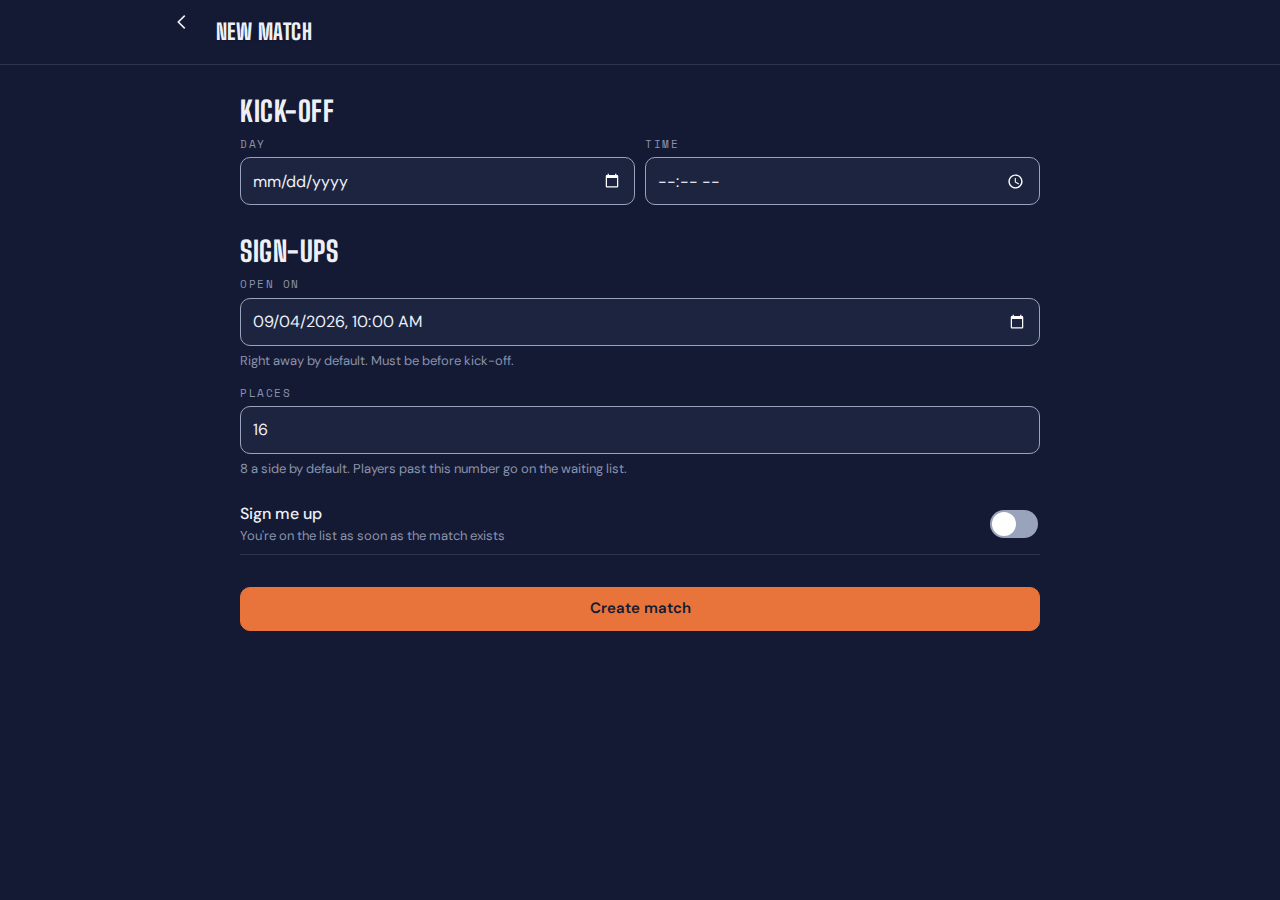 NEW MATCH
KICK-OFF
DAY
TIME
mm/dd/yyyy
--:-- --
SIGN-UPS
OPEN ON
09/04/2026, 10:00 AM
Right away by default. Must be before kick-off.
PLACES
16
8 a side by default. Players past this number go on the waiting list.
Sign me up
You're on the list as soon as the match exists
Create match